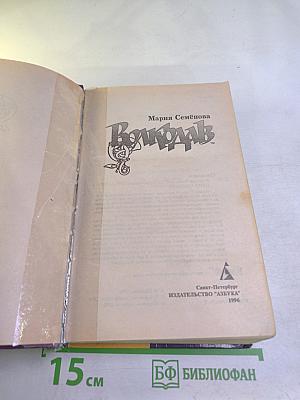 Мария Семёнова
Волкодав
Санкт-Петербург
ИЗДАТЕЛЬСТВО "АЗБУКА"
1996
15 см
БФ БИБЛИОФАН